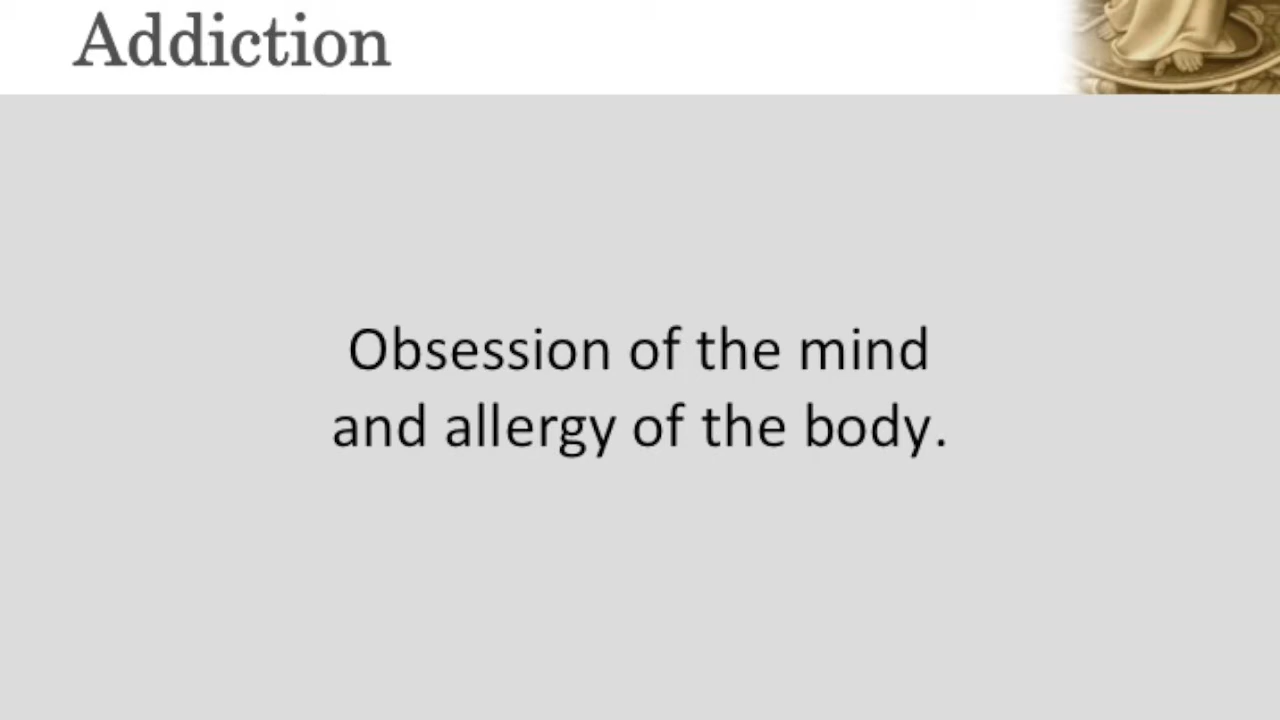 Addiction
Obsession of the mind
and allergy of the body.